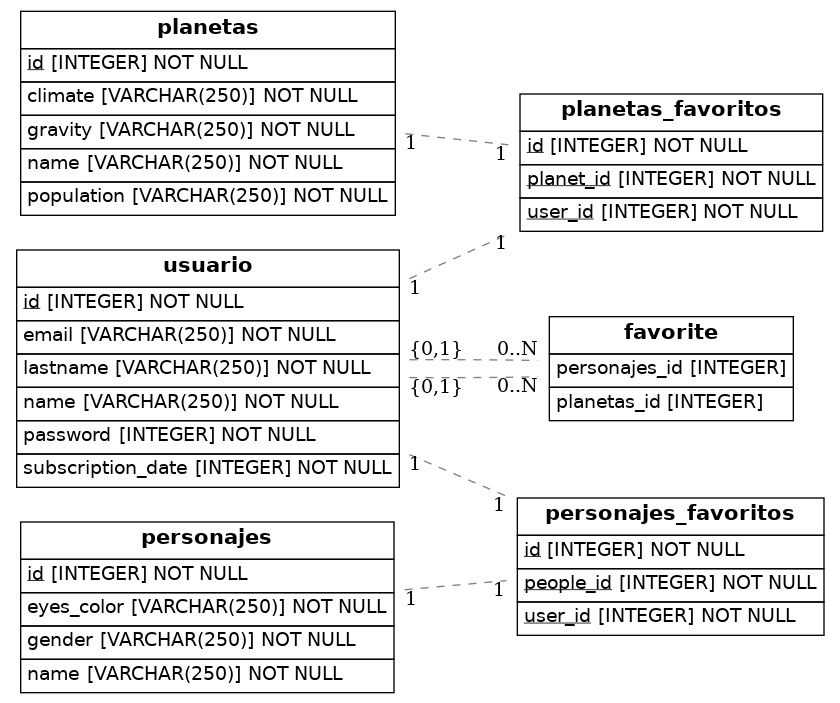 planetas
id [INTEGER] NOT NULL
climate [VARCHAR(250)] NOT NULL
gravity [VARCHAR(250)] NOT NULL
name [VARCHAR(250)] NOT NULL
population [VARCHAR(250)] NOT NULL
planetas_favoritos
id [INTEGER] NOT NULL
planet_id [INTEGER] NOT NULL
user_id [INTEGER] NOT NULL
1
1
1
1
usuario
id [INTEGER] NOT NULL
email [VARCHAR(250)] NOT NULL
lastname [VARCHAR(250)] NOT NULL
name [VARCHAR(250)] NOT NULL
password [INTEGER] NOT NULL
subscription_date [INTEGER] NOT NULL
{0,1} 0..N
{0,1} 0..N
favorite
personajes_id [INTEGER]
planetas_id [INTEGER]
1
1
1
1
personajes
id [INTEGER] NOT NULL
eyes_color [VARCHAR(250)] NOT NULL
gender [VARCHAR(250)] NOT NULL
name [VARCHAR(250)] NOT NULL
personajes_favoritos
id [INTEGER] NOT NULL
people_id [INTEGER] NOT NULL
user_id [INTEGER] NOT NULL